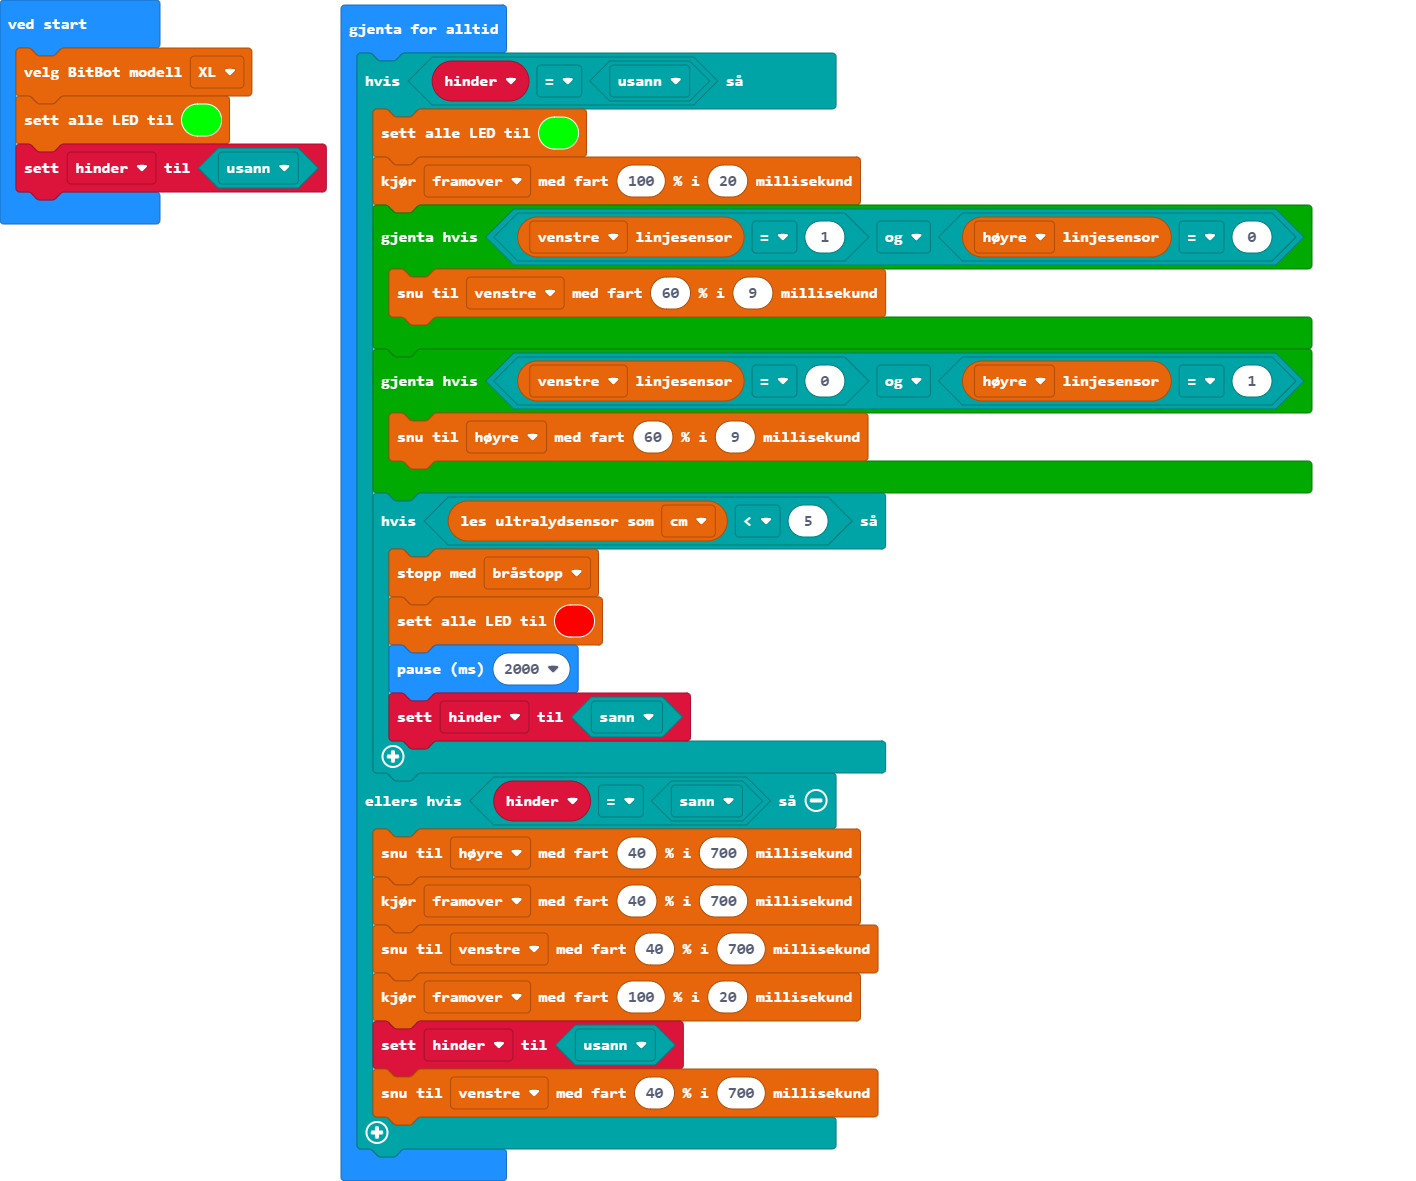 ved start
velg BitBot modell XL
sett alle LED til
sett hinder til usann
gjenta for alltid
hvis hinder = usann så
sett alle LED til
kjør framover med fart 100 % i 20 millisekund
gjenta hvis venstre linjesensor = 1 og høyre linjesensor = 0
snu til venstre med fart 60 % i 9 millisekund
gjenta hvis venstre linjesensor = 0 og høyre linjesensor = 1
snu til høyre med fart 60 % i 9 millisekund
hvis les ultralydsensor som cm < 5 så
stopp med bråstopp
sett alle LED til
pause (ms) 2000
sett hinder til sann
ellers hvis hinder = sann så
snu til høyre med fart 40 % i 700 millisekund
kjør framover med fart 40 % i 700 millisekund
snu til venstre med fart 40 % i 700 millisekund
kjør framover med fart 100 % i 20 millisekund
sett hinder til usann
snu til venstre med fart 40 % i 700 millisekund